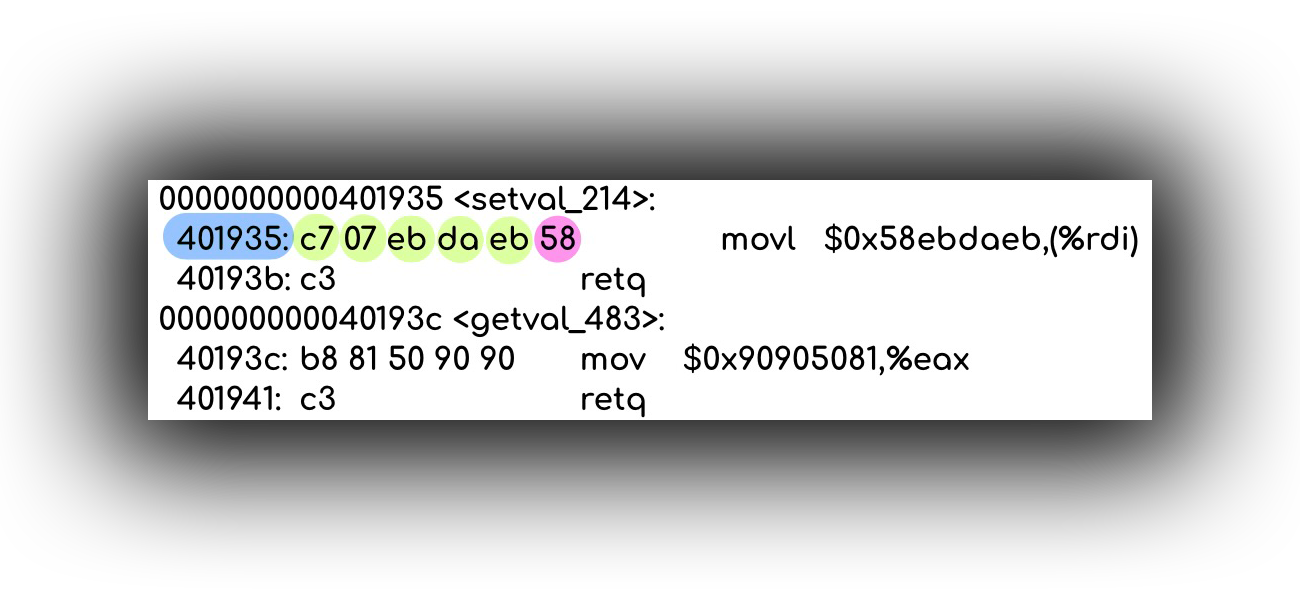 0000000000401935 <setval_214>:
401935: c7 07 eb da eb 58 movl $0x58ebdaeb,(%rdi)
40193b: c3 retq
000000000040193c <getval_483>:
40193c: b8 81 50 90 90 mov $0x90905081,%eax
401941: c3 retq